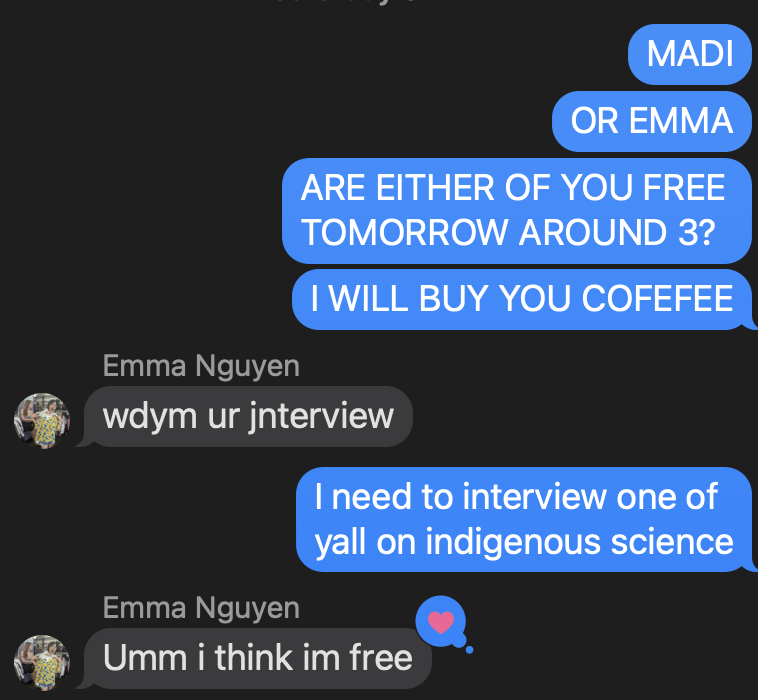 MADI
OR EMMA
ARE EITHER OF YOU FREE
TOMORROW AROUND 3?
I WILL BUY YOU COFEFEE
Emma Nguyen
wdym ur jnterview
I need to interview one of
yall on indigenous science
Emma Nguyen
Umm i think im free